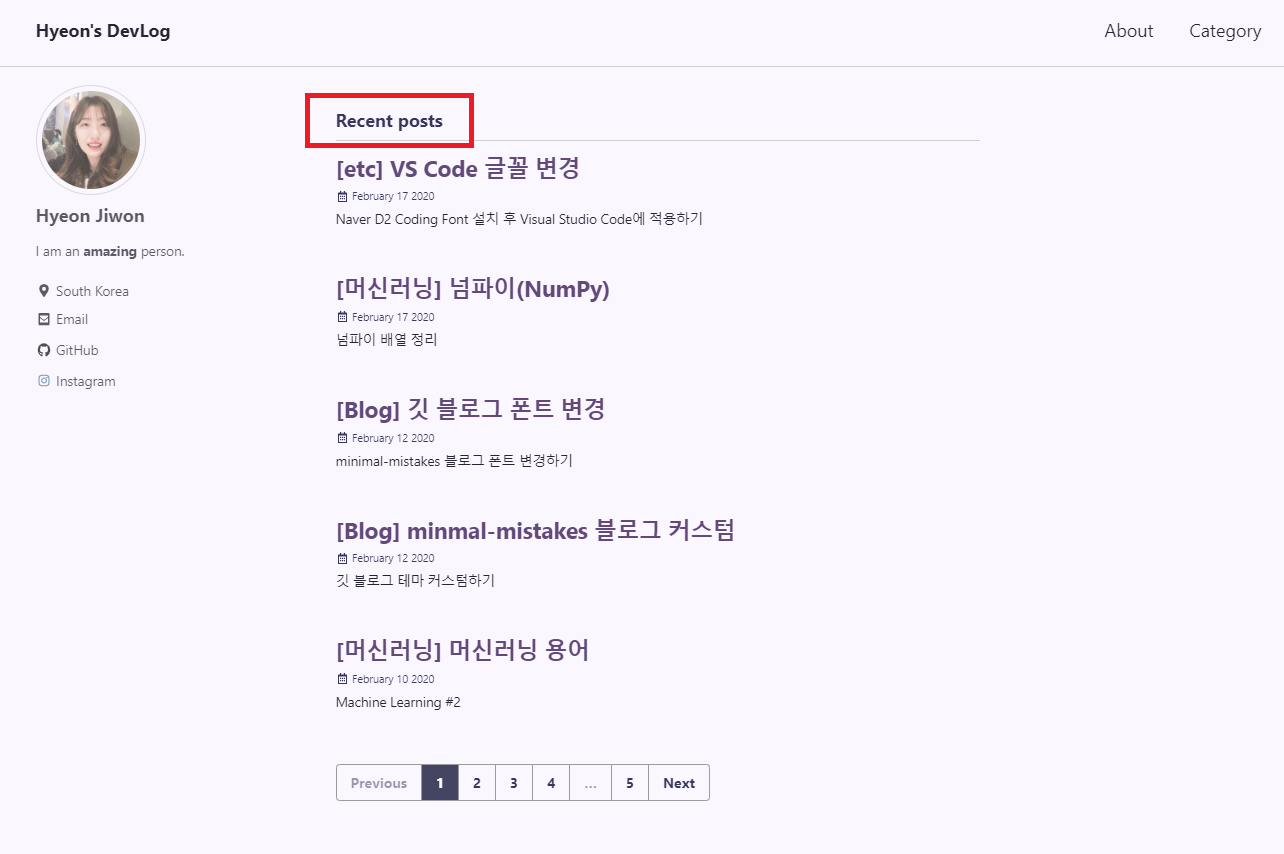 Hyeon's DevLog
About
Category
Hyeon Jiwon
I am an amazing person.
South Korea
Email
GitHub
Instagram
Recent posts
[etc] VS Code 글꼴 변경
February 17 2020
Naver D2 Coding Font 설치 후 Visual Studio Code에 적용하기
[머신러닝] 넘파이(NumPy)
February 17 2020
넘파이 배열 정리
[Blog] 깃 블로그 폰트 변경
February 12 2020
minimal-mistakes 블로그 폰트 변경하기
[Blog] minmal-mistakes 블로그 커스텀
February 12 2020
깃 블로그 테마 커스텀하기
[머신러닝] 머신러닝 용어
February 10 2020
Machine Learning #2
Previous 1 2 3 4 … 5 Next